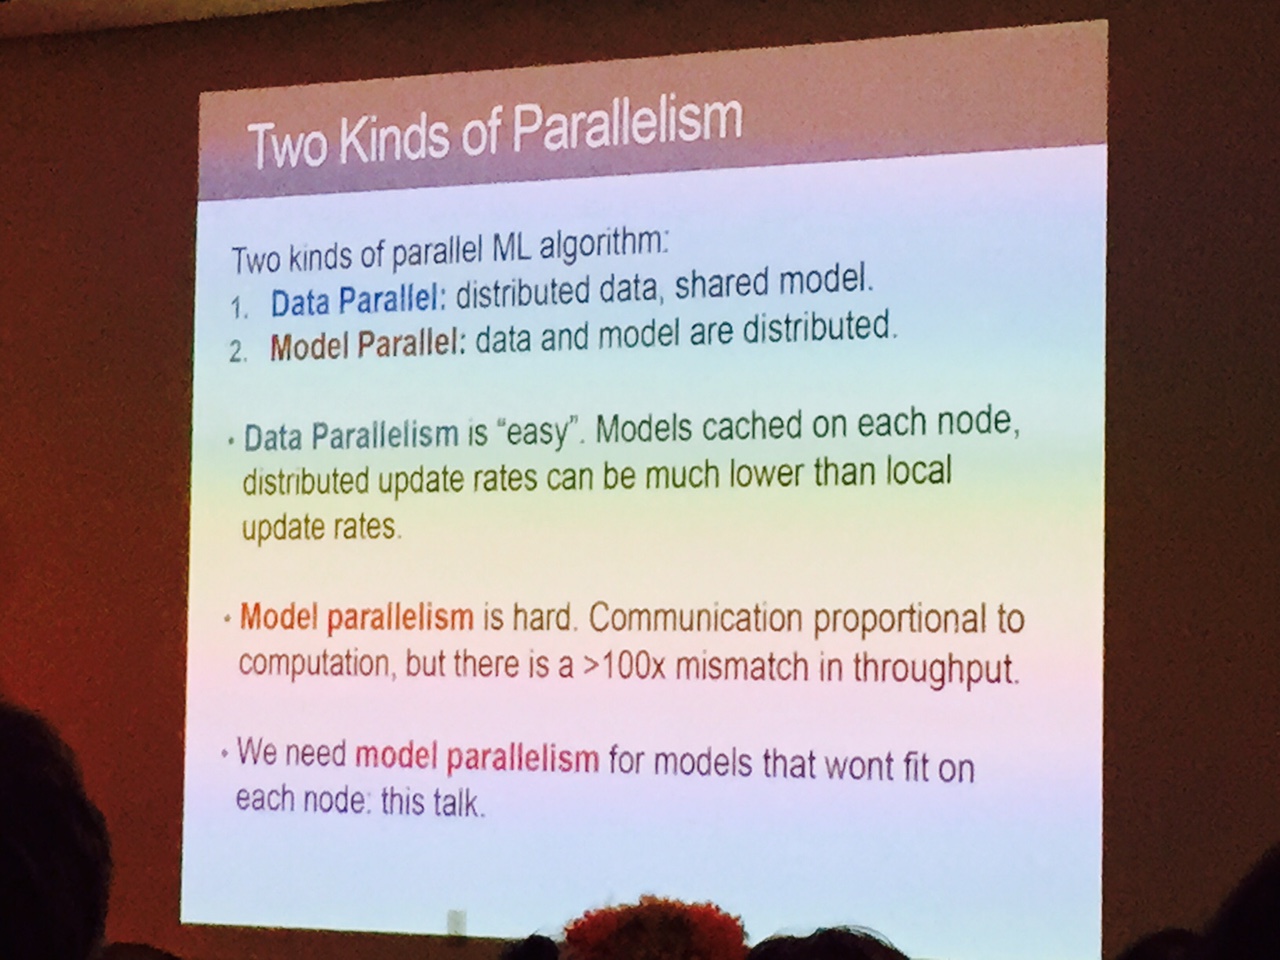 Two Kinds of Parallelism
Two kinds of parallel ML algorithm:
1. Data Parallel: distributed data, shared model.
2. Model Parallel: data and model are distributed.
• Data Parallelism is “easy”. Models cached on each node,
distributed update rates can be much lower than local
update rates.
• Model parallelism is hard. Communication proportional to
computation, but there is a >100x mismatch in throughput.
• We need model parallelism for models that wont fit on
each node: this talk.